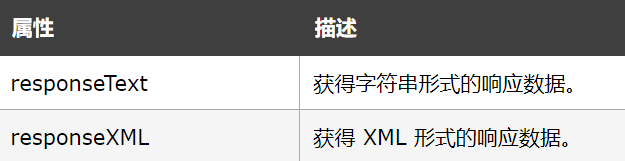 属性 描述
responseText 获得字符串形式的响应数据。
responseXML 获得 XML 形式的响应数据。